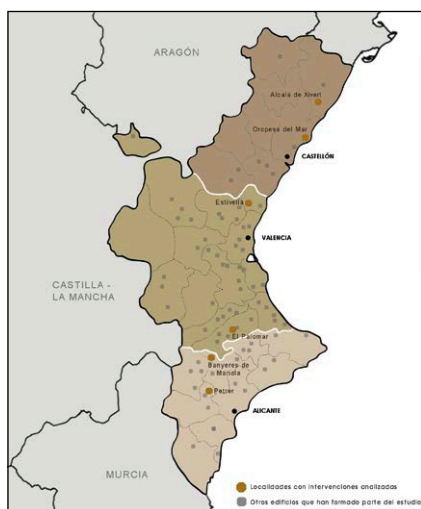 ARAGÓN
Alcalá de Xivert
Oropesa del Mar
CASTELLÓN
Estivella
VALENCIA
CASTILLA -
LA MANCHA
El Palomar
Banyeres de
Mariola
Petrer
ALICANTE
MURCIA
Localidades con intervenciones analizadas
Otros edificios que han formado parte del estudio